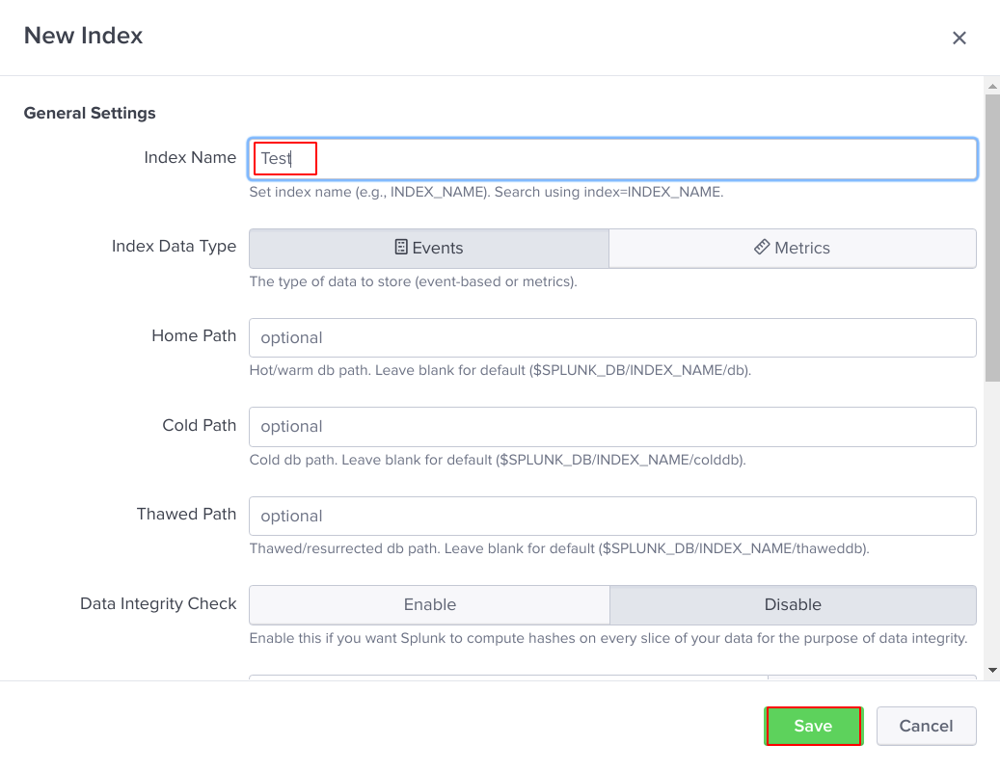 New Index
General Settings
Index Name
Test
Set index name (e.g., INDEX_NAME). Search using index=INDEX_NAME.
Index Data Type
Events
Metrics
The type of data to store (event-based or metrics).
Home Path
optional
Hot/warm db path. Leave blank for default ($SPLUNK_DB/INDEX_NAME/db).
Cold Path
optional
Cold db path. Leave blank for default ($SPLUNK_DB/INDEX_NAME/colddb).
Thawed Path
optional
Thawed/resurrected db path. Leave blank for default ($SPLUNK_DB/INDEX_NAME/thaweddb).
Data Integrity Check
Enable
Disable
Enable this if you want Splunk to compute hashes on every slice of your data for the purpose of data integrity.
Save
Cancel